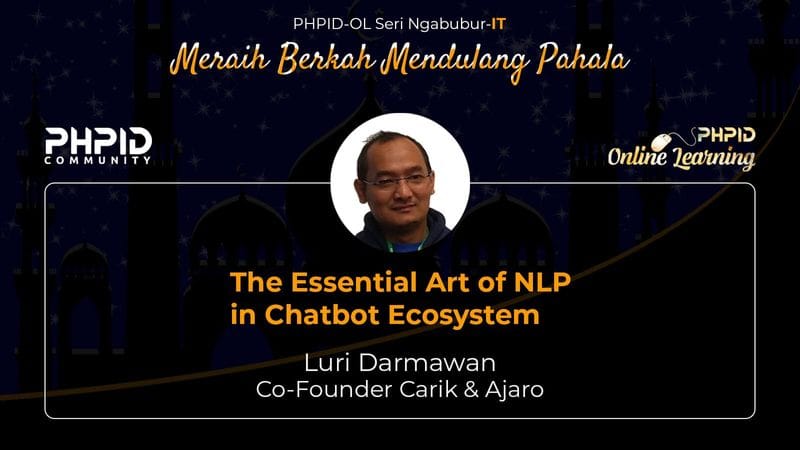 PHPID-OL Seri Ngabubur-IT
Meraih Berkah Mendulang Pahala
PHPID
COMMUNITY
PHPID
Online Learning
The Essential Art of NLP
in Chatbot Ecosystem
Luri Darmawan
Co-Founder Carik & Ajaro